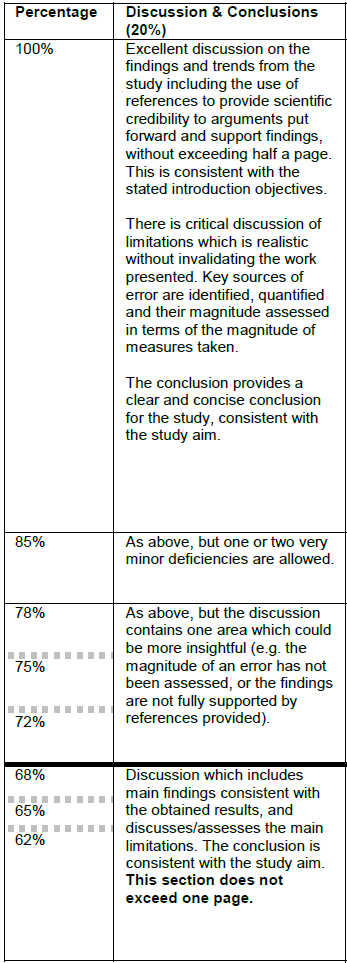 Percentage
Discussion & Conclusions
(20%)
100%
Excellent discussion on the
findings and trends from the
study including the use of
references to provide scientific
credibility to arguments put
forward and support findings,
without exceeding half a page.
This is consistent with the
stated introduction objectives.
There is critical discussion of
limitations which is realistic
without invalidating the work
presented. Key sources of
error are identified, quantified
and their magnitude assessed
in terms of the magnitude of
measures taken.
The conclusion provides a
clear and concise conclusion
for the study, consistent with
the study aim.
85%
As above, but one or two very
minor deficiencies are allowed.
78%
75%
72%
As above, but the discussion
contains one area which could
be more insightful (e.g. the
magnitude of an error has not
been assessed, or the findings
are not fully supported by
references provided).
68%
65%
62%
Discussion which includes
main findings consistent with
the obtained results, and
discusses/assesses the main
limitations. The conclusion is
consistent with the study aim.
This section does not
exceed one page.